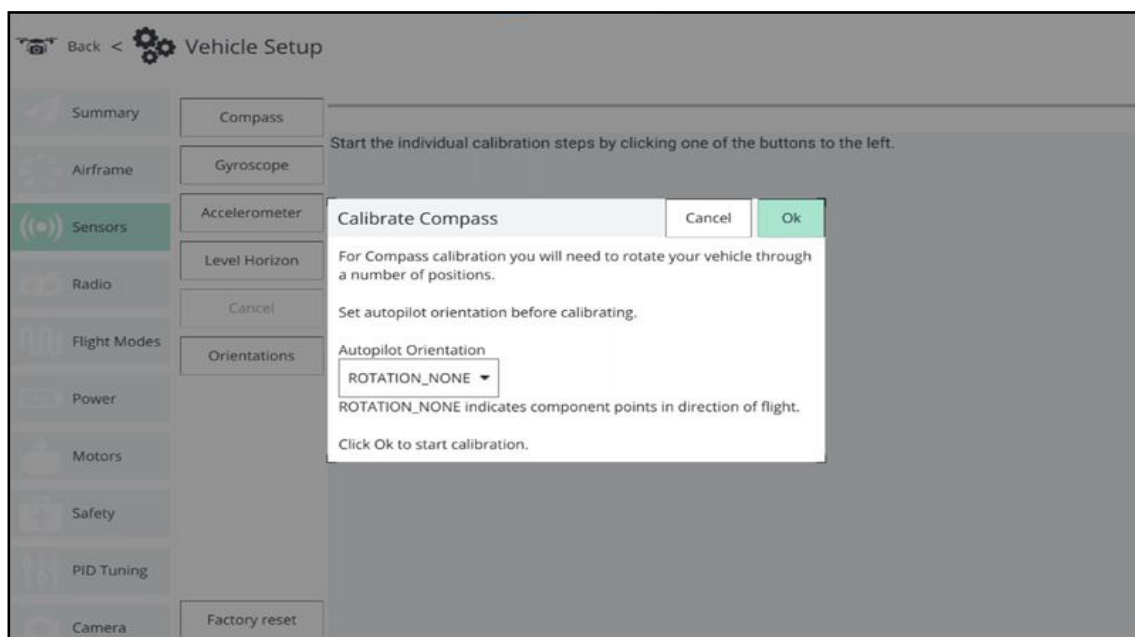 Back < Vehicle Setup
Summary
Airframe
Sensors
Radio
Flight Modes
Power
Motors
Safety
PID Tuning
Camera
Compass
Gyroscope
Accelerometer
Level Horizon
Cancel
Orientations
Factory reset
Start the individual calibration steps by clicking one of the buttons to the left.
Calibrate Compass
Cancel
Ok
For Compass calibration you will need to rotate your vehicle through
a number of positions.
Set autopilot orientation before calibrating.
Autopilot Orientation
ROTATION_NONE
ROTATION_NONE indicates component points in direction of flight.
Click Ok to start calibration.